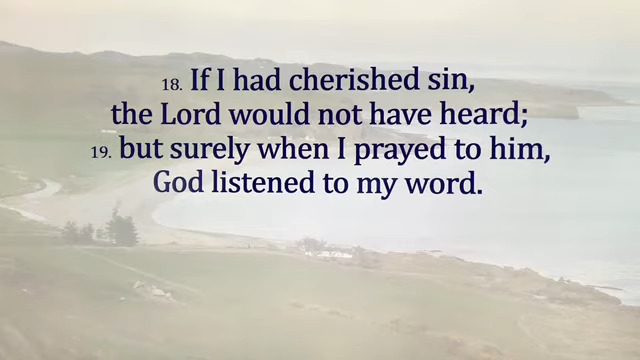 18. If I had cherished sin,
the Lord would not have heard;
19. but surely when I prayed to him,
God listened to my word.